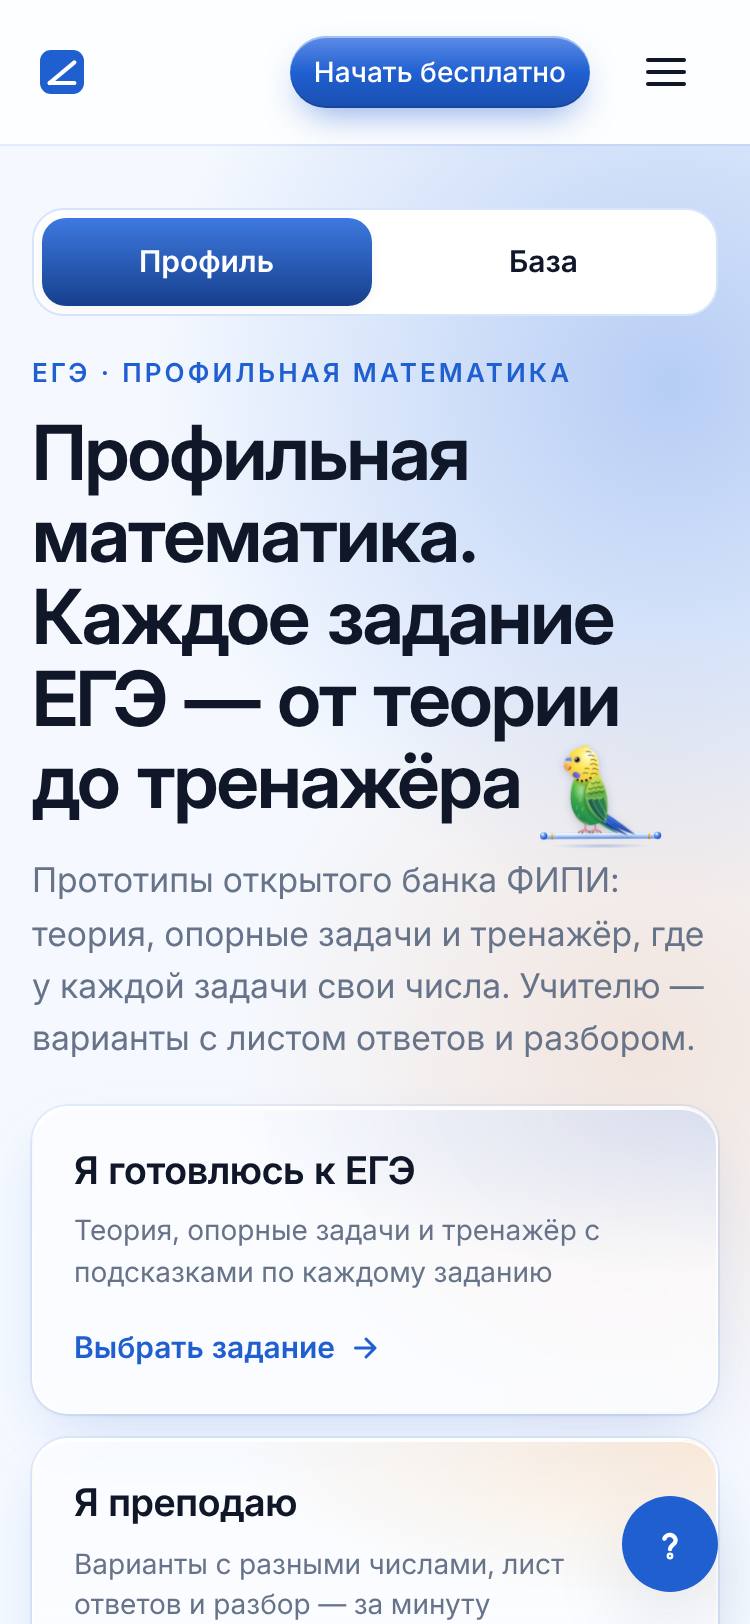 Начать бесплатно
Профиль
База
ЕГЭ · ПРОФИЛЬНАЯ МАТЕМАТИКА
Профильная
математика.
Каждое задание
ЕГЭ — от теории
до тренажёра
Прототипы открытого банка ФИПИ:
теория, опорные задачи и тренажёр, где
у каждой задачи свои числа. Учителю —
варианты с листом ответов и разбором.
Я готовлюсь к ЕГЭ
Теория, опорные задачи и тренажёр с
подсказками по каждому заданию
Выбрать задание →
Я преподаю
Варианты с разными числами, лист
ответов и разбор — за минуту
?